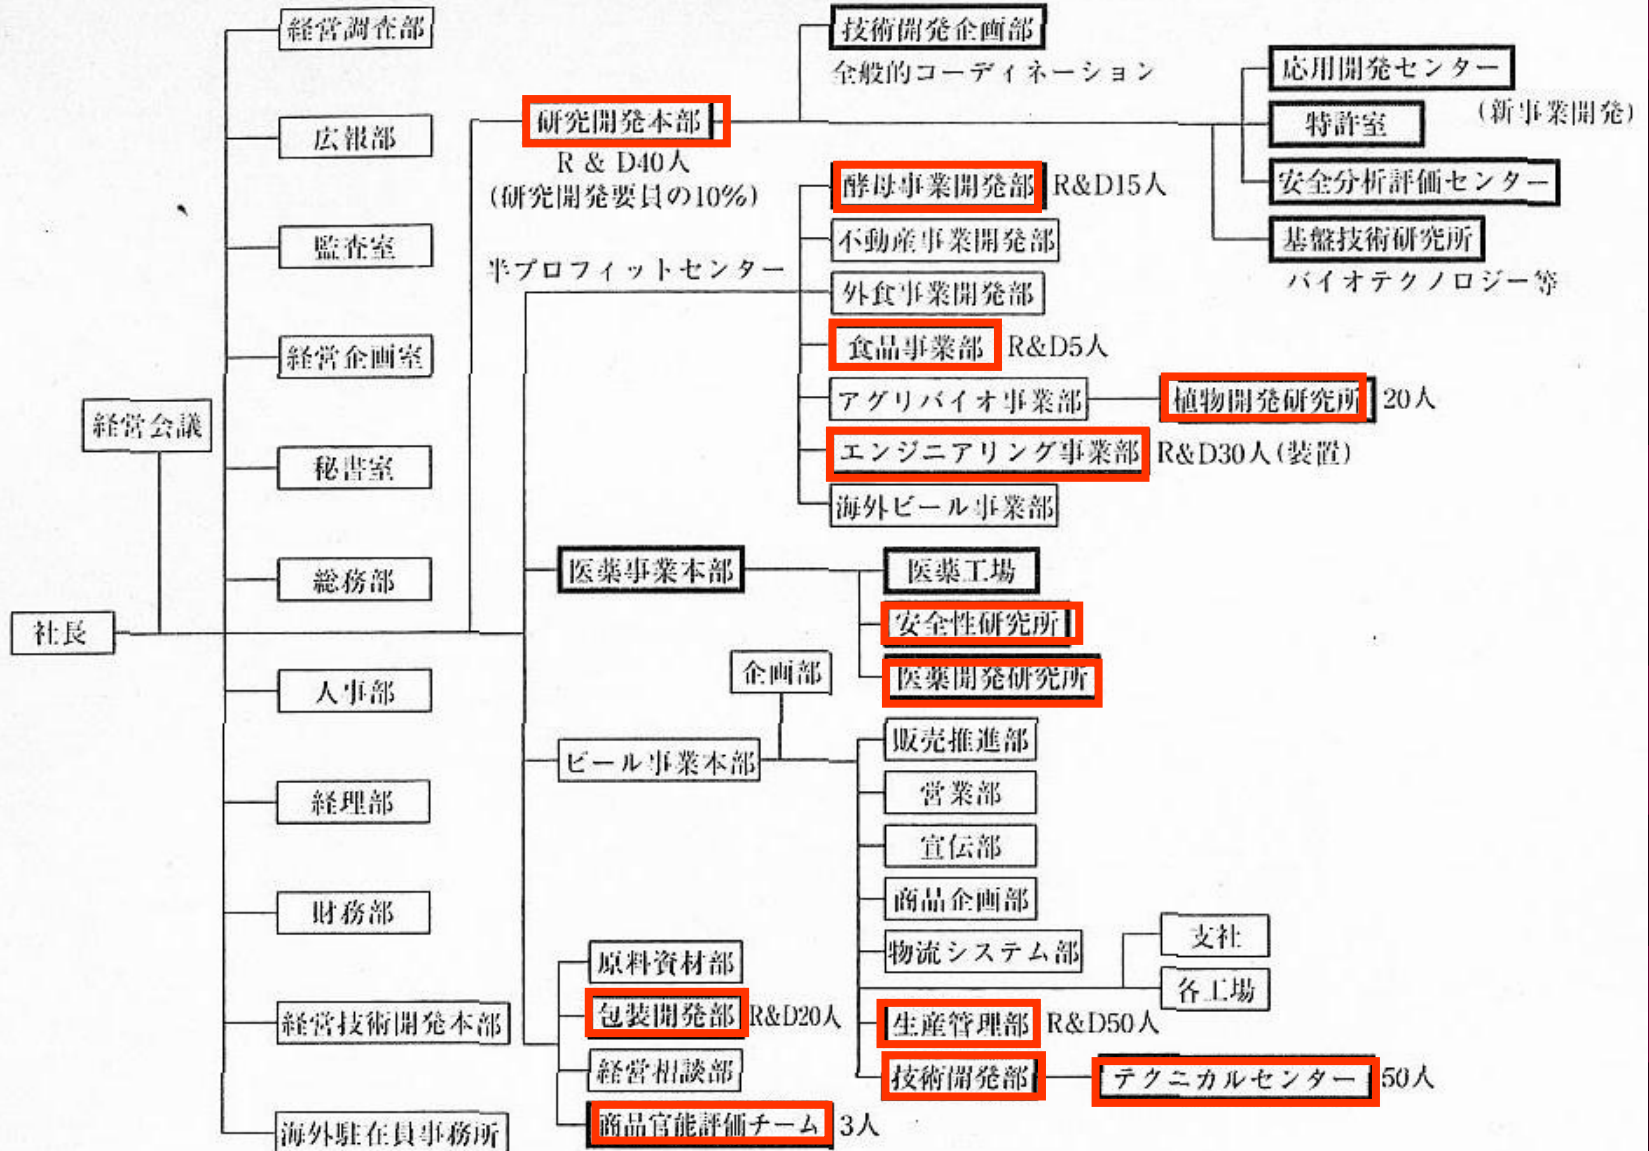 経営調査部
広報部
監査室
経営企画室
秘書室
総務部
人事部
経理部
財務部
経営技術開発本部
海外駐在員事務所
経営会議
社長
研究開発本部
R & D40人
(研究開発要員の10%)
技術開発企画部
全般的コーディネーション
応用開発センター
(新事業開発)
特許室
安全分析評価センター
基盤技術研究所
バイオテクノロジー等
半プロフィットセンター
酵母事業開発部 R&D15人
不動産事業開発部
外食事業開発部
食品事業部 R&D5人
アグリバイオ事業部
植物開発研究所 20人
エンジニアリング事業部 R&D30人(装置)
海外ビール事業部
医薬事業本部
医薬工場
安全性研究所
医薬開発研究所
企画部
ビール事業本部
販売推進部
営業部
宣伝部
商品企画部
物流システム部
支社
各工場
生産管理部 R&D50人
技術開発部
テクニカルセンター 50人
原料資材部
包装開発部 R&D20人
経営相談部
商品官能評価チーム 3人